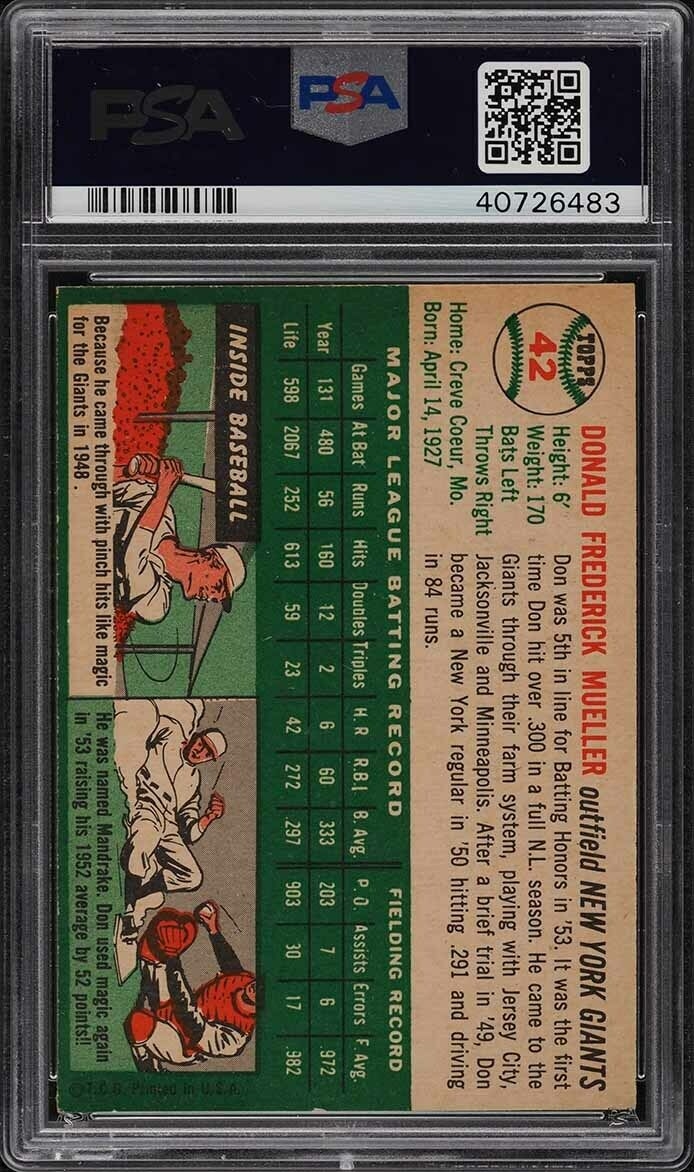 PSA
PSA
40726483
TOPPS
42
DONALD FREDERICK MUELLER outfield NEW YORK GIANTS
Height: 6'
Weight: 170
Bats Left
Throws Right
Home: Creve Coeur, Mo.
Born: April 14, 1927
Don was 5th in line for Batting Honors in '53. It was the first
time Don hit over .300 in a full N.L. season. He came to the
Giants through their farm system, playing with Jersey City,
Jacksonville and Minneapolis. After a brief trial in '49, Don
became a New York regular in '50 hitting .291 and driving
in 84 runs.
MAJOR LEAGUE BATTING RECORD FIELDING RECORD
Games At Bat Runs Hits Doubles Triples H. R R.B.I B. Avg. P. O. Assists Errors F Avg.
Year 131 480 56 160 12 2 6 60 .333 203 7 6 .972
Life 598 2067 252 613 59 23 42 272 .297 903 30 17 .982
INSIDE BASEBALL
Because he came through with pinch hits like magic
for the Giants in 1948 .
He was named Mandrake. Don used magic again
in '53 raising his 1952 average by 52 points!!
©T.C.G. Printed in U.S.A.